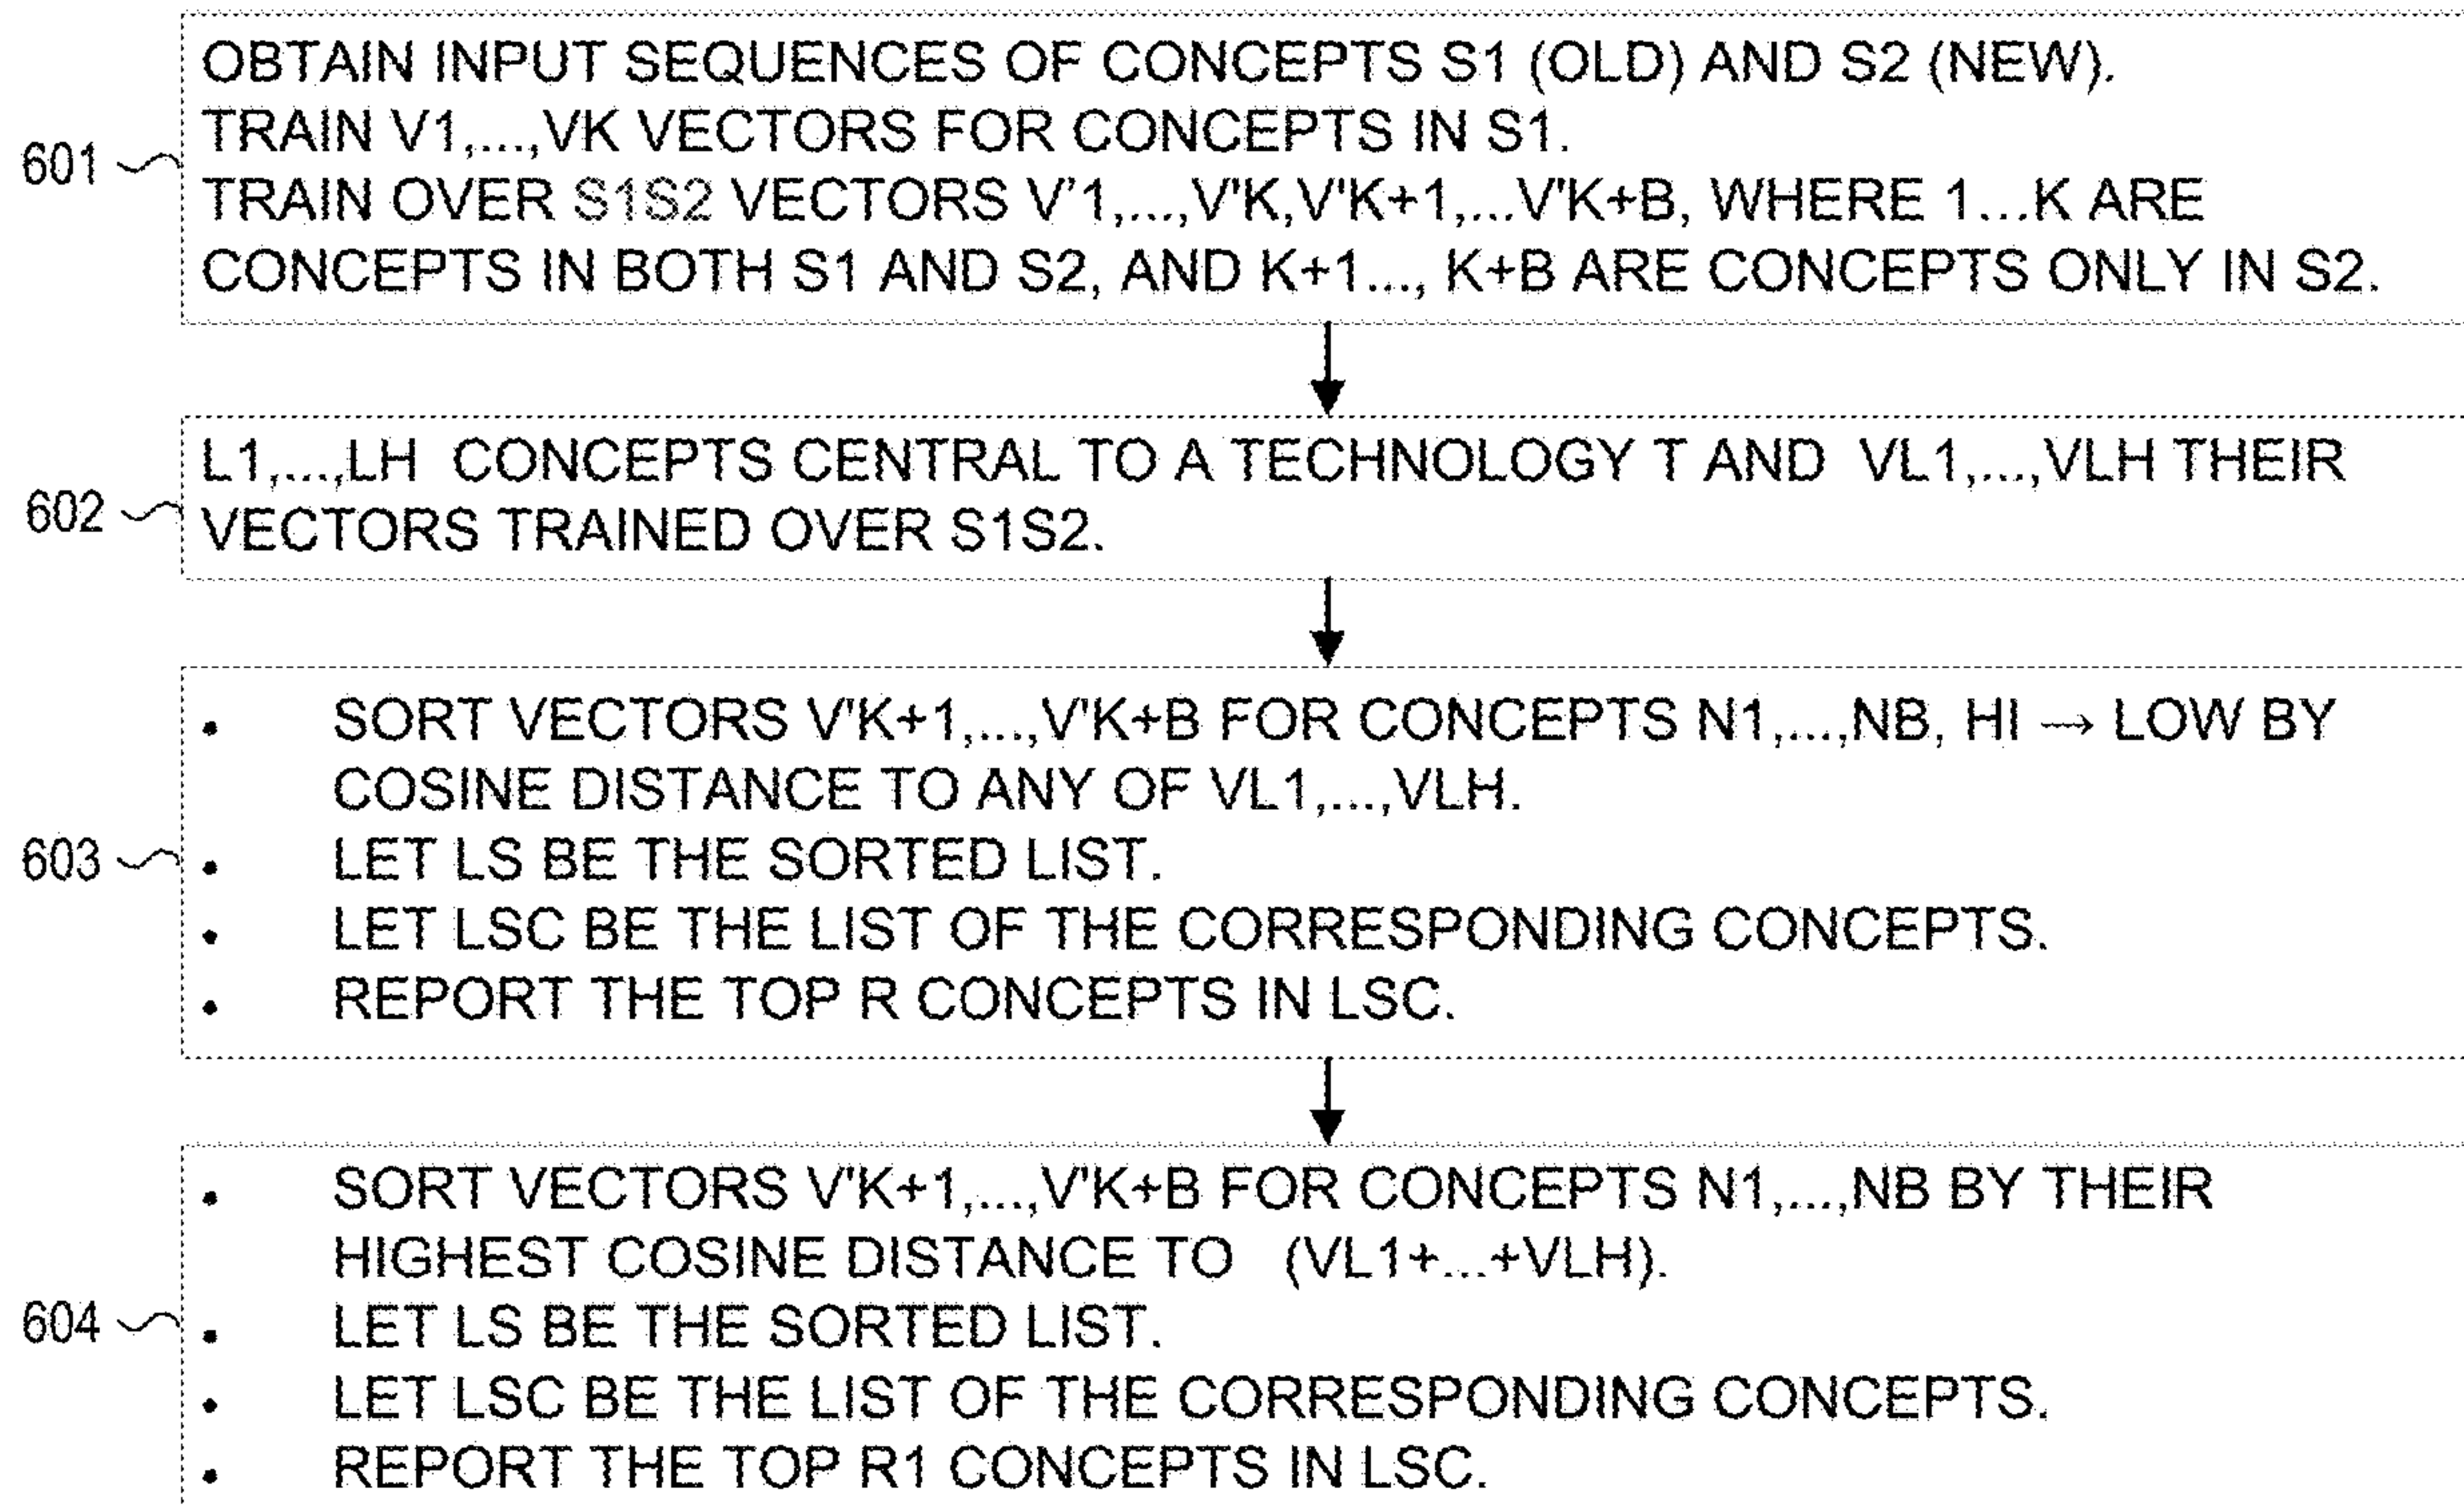 OBTAIN INPUT SEQUENCES OF CONCEPTS S1 (OLD) AND S2 (NEW).
TRAIN V1,...,VK VECTORS FOR CONCEPTS IN S1.
601
TRAIN OVER S1S2 VECTORS V'1,...,V'K,V'K+1,...V'K+B, WHERE 1...K ARE
CONCEPTS IN BOTH S1 AND S2, AND K+1..., K+B ARE CONCEPTS ONLY IN S2.
L1,...,LH CONCEPTS CENTRAL TO A TECHNOLOGY T AND VL1,...,VLH THEIR
602
VECTORS TRAINED OVER S1S2.
• SORT VECTORS V'K+1,...,V'K+B FOR CONCEPTS N1,...,NB, HI → LOW BY
COSINE DISTANCE TO ANY OF VL1,...,VLH.
603
• LET LS BE THE SORTED LIST.
• LET LSC BE THE LIST OF THE CORRESPONDING CONCEPTS.
• REPORT THE TOP R CONCEPTS IN LSC.
• SORT VECTORS V'K+1,...,V'K+B FOR CONCEPTS N1,...,NB BY THEIR
HIGHEST COSINE DISTANCE TO (VL1+...+VLH).
604
• LET LS BE THE SORTED LIST.
• LET LSC BE THE LIST OF THE CORRESPONDING CONCEPTS.
• REPORT THE TOP R1 CONCEPTS IN LSC.